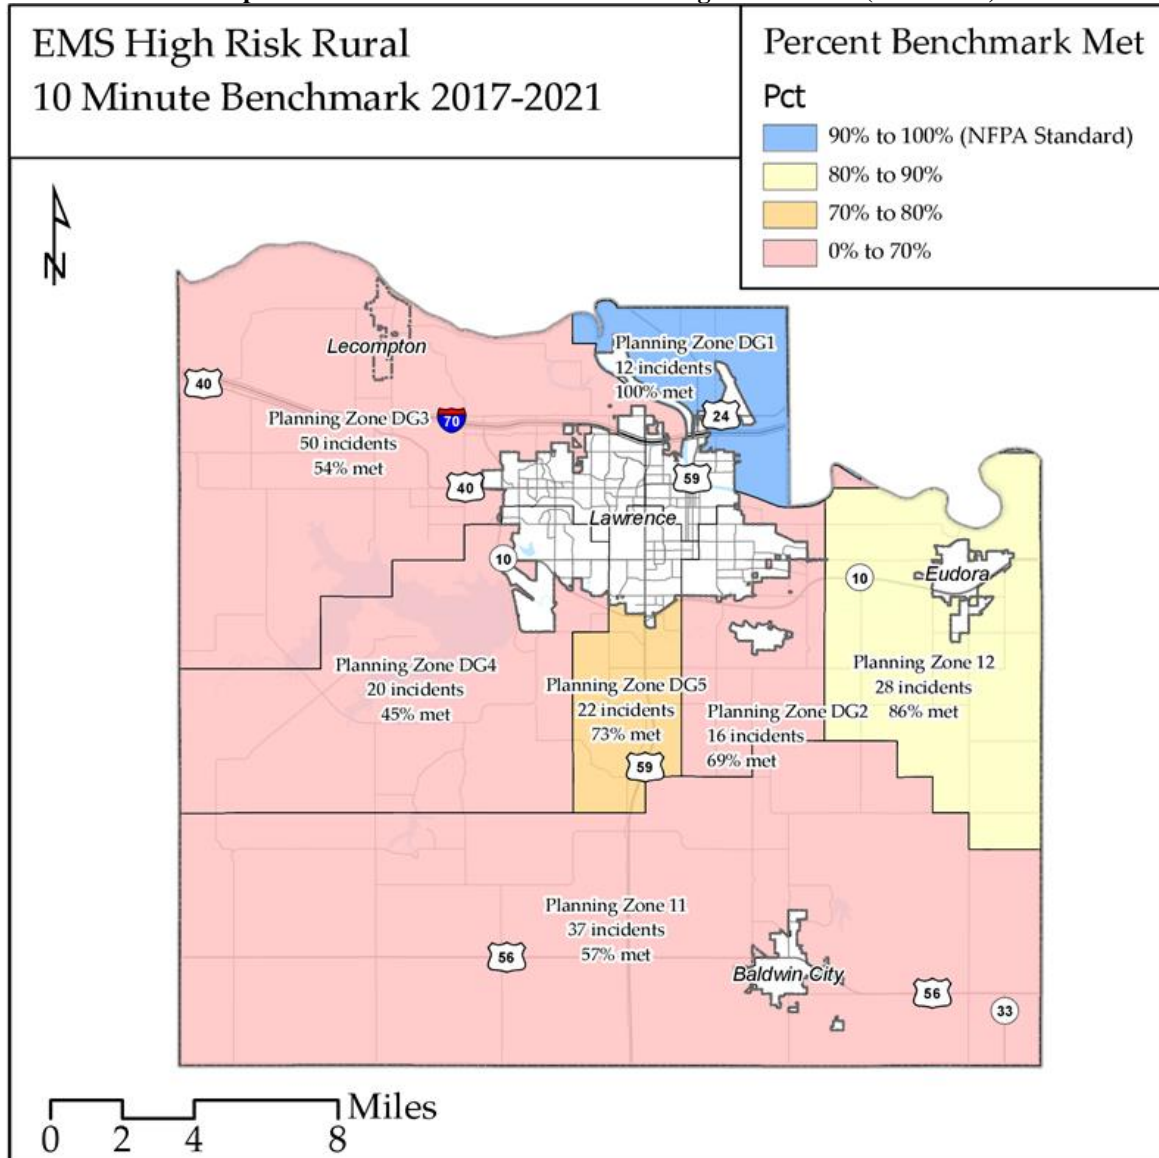 EMS High Risk Rural
10 Minute Benchmark 2017-2021
Percent Benchmark Met
Pct
90% to 100% (NFPA Standard)
80% to 90%
70% to 80%
0% to 70%
N
Planning Zone DG1
12 incidents
100% met
Lecompton
40
24
Planning Zone DG3
50 incidents
54% met
70
40
59
Lawrence
10
10
Eudora
Planning Zone DG4
20 incidents
45% met
Planning Zone DG5
22 incidents
73% met
59
Planning Zone DG2
16 incidents
69% met
Planning Zone 12
28 incidents
86% met
Planning Zone 11
37 incidents
57% met
56
Baldwin City
56
33
Miles
0 2 4 8